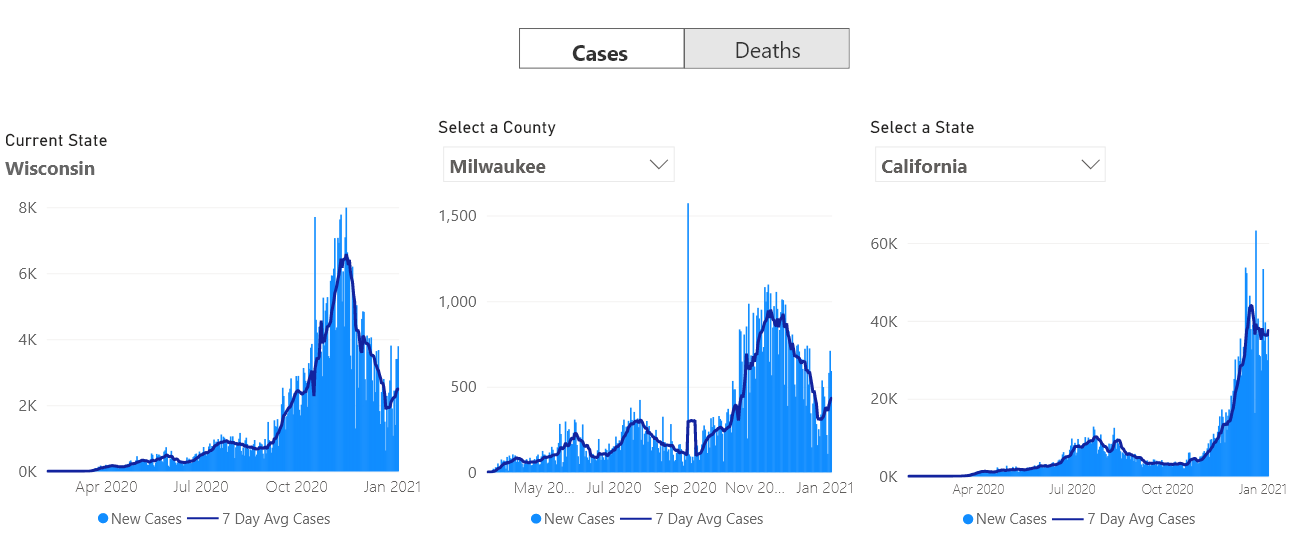 Cases Deaths
Current State
Wisconsin
8K
6K
4K
2K
0K
Apr 2020 Jul 2020 Oct 2020 Jan 2021
New Cases 7 Day Avg Cases
Select a County
Milwaukee
1,500
1,000
500
0
May 20... Jul 2020 Sep 2020 Nov 20... Jan 2021
New Cases 7 Day Avg Cases
Select a State
California
60K
40K
20K
0K
Apr 2020 Jul 2020 Oct 2020 Jan 2021
New Cases 7 Day Avg Cases